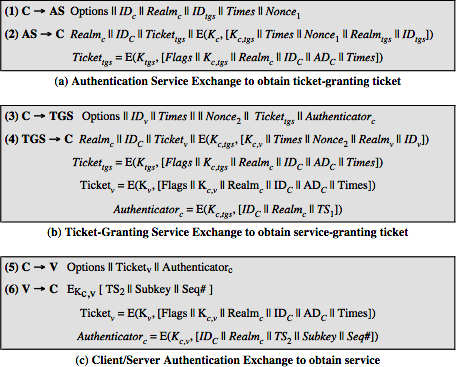 (1) C → AS Options || ID_c || Realm_c || ID_tgs || Times || Nonce_1
(2) AS → C Realm_c || ID_C || Ticket_tgs || E(K_c, [K_c,tgs || Times || Nonce_1 || Realm_tgs || ID_tgs])
Ticket_tgs = E(K_tgs, [Flags || K_c,tgs || Realm_c || ID_C || AD_C || Times])
(a) Authentication Service Exchange to obtain ticket-granting ticket
(3) C → TGS Options || ID_v || Times || || Nonce_2 || Ticket_tgs || Authenticator_c
(4) TGS → C Realm_c || ID_C || Ticket_v || E(K_c,tgs, [K_c,v || Times || Nonce_2 || Realm_v || ID_v])
Ticket_tgs = E(K_tgs, [Flags || K_c,tgs || Realm_c || ID_C || AD_C || Times])
Ticket_v = E(K_v, [Flags || K_c,v || Realm_c || ID_C || AD_C || Times])
Authenticator_c = E(K_c,tgs, [ID_C || Realm_c || TS_1])
(b) Ticket-Granting Service Exchange to obtain service-granting ticket
(5) C → V Options || Ticket_v || Authenticator_c
(6) V → C E_K_C,V [ TS_2 || Subkey || Seq# ]
Ticket_v = E(K_v, [Flags || K_c,v || Realm_c || ID_C || AD_C || Times])
Authenticator_c = E(K_c,v, [ID_C || Realm_c || TS_2 || Subkey || Seq#])
(c) Client/Server Authentication Exchange to obtain service